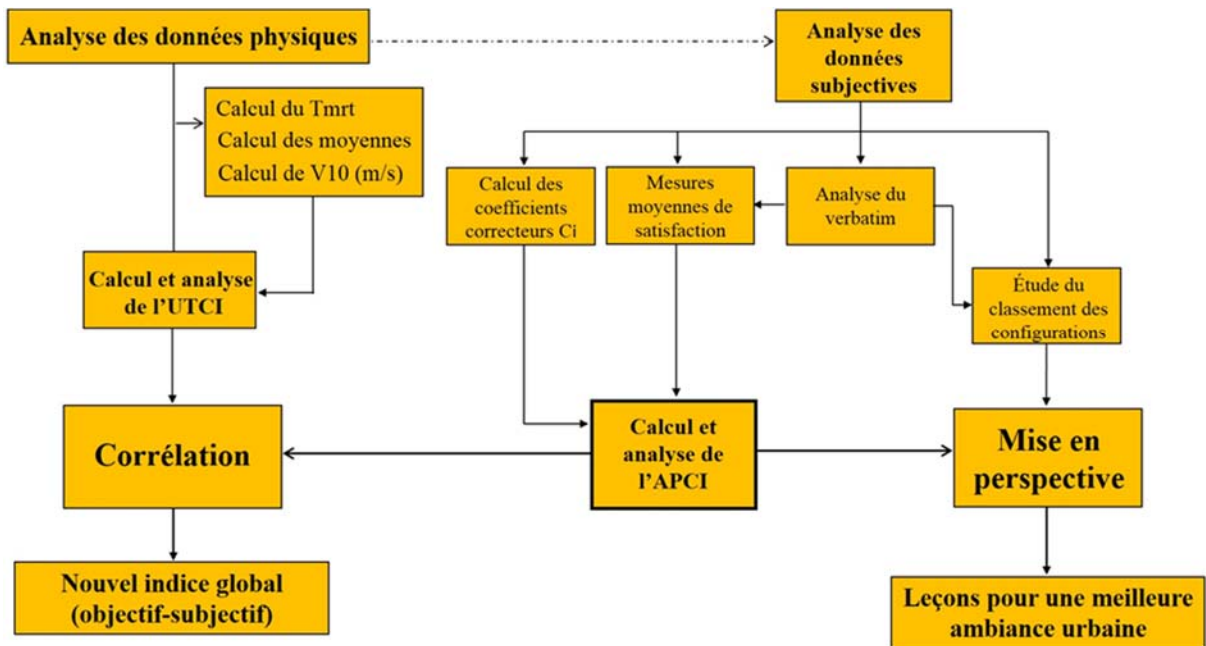 Analyse des données physiques
Analyse des
données
subjectives
Calcul du Tmrt
Calcul des moyennes
Calcul de V10 (m/s)
Calcul des
coefficients
correcteurs Ci
Mesures
moyennes de
satisfaction
Analyse du
verbatim
Calcul et analyse
de l’UTCI
Étude du
classement des
configurations
Corrélation
Calcul et
analyse de
l’APCI
Mise en
perspective
Nouvel indice global
(objectif-subjectif)
Leçons pour une meilleure
ambiance urbaine